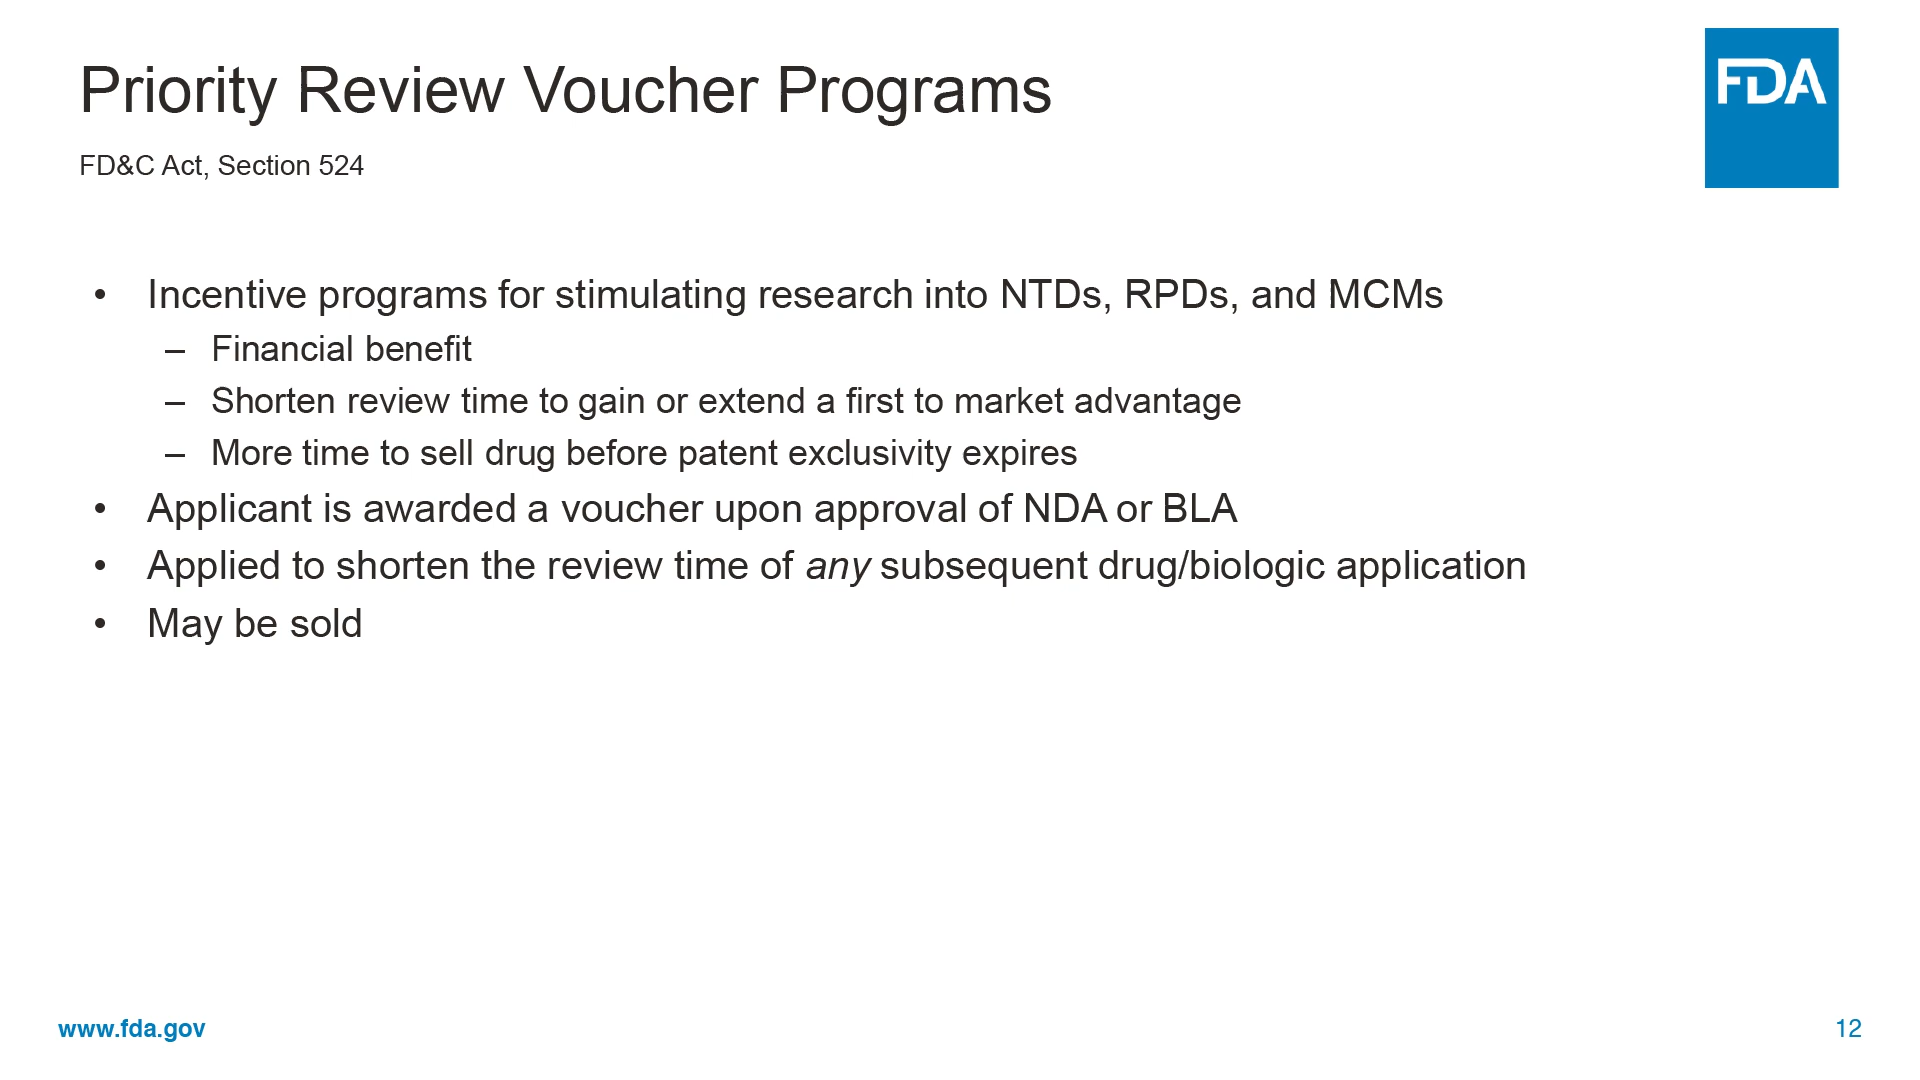 Priority Review Voucher Programs
FDA
FD&C Act, Section 524
• Incentive programs for stimulating research into NTDs, RPDs, and MCMs
– Financial benefit
– Shorten review time to gain or extend a first to market advantage
– More time to sell drug before patent exclusivity expires
• Applicant is awarded a voucher upon approval of NDA or BLA
• Applied to shorten the review time of any subsequent drug/biologic application
• May be sold
www.fda.gov
12